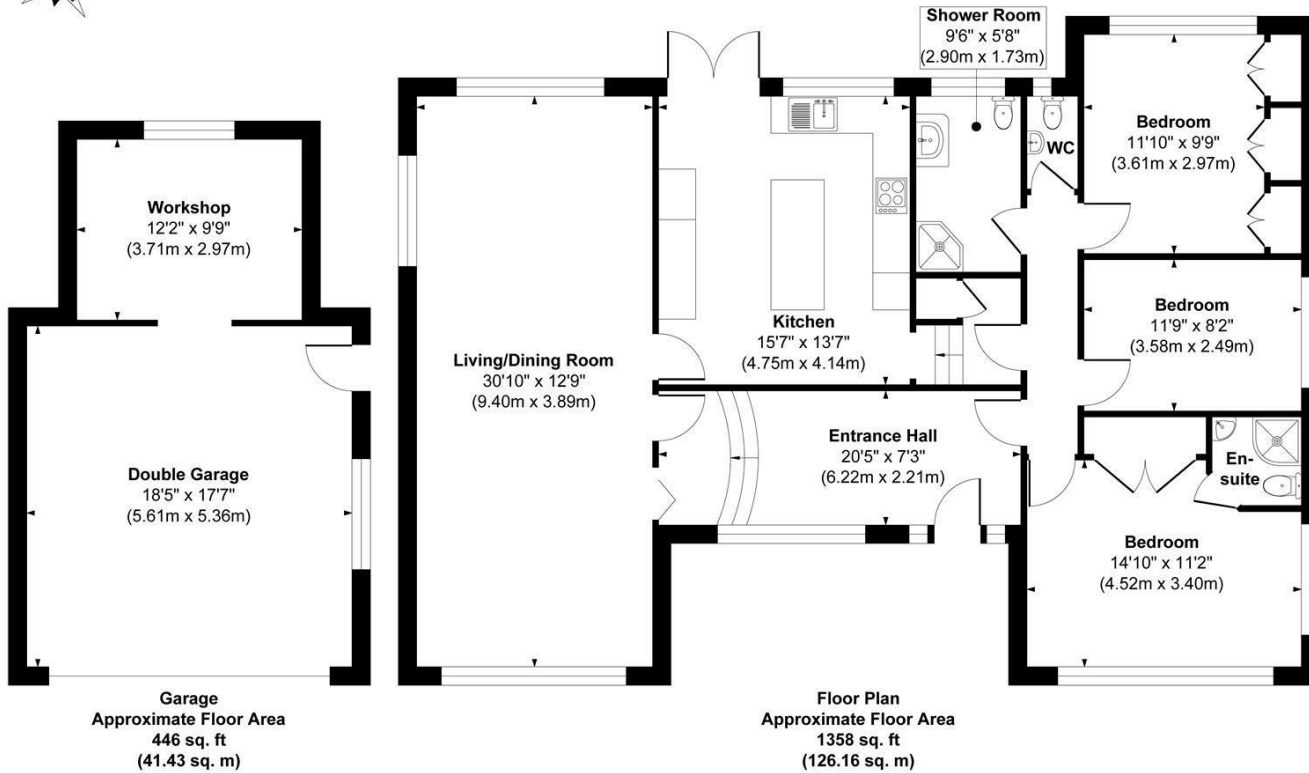 Shower Room
9'6" x 5'8"
(2.90m x 1.73m)
WC
Bedroom
11'10" x 9'9"
(3.61m x 2.97m)
Workshop
12'2" x 9'9"
(3.71m x 2.97m)
Bedroom
11'9" x 8'2"
(3.58m x 2.49m)
Kitchen
15'7" x 13'7"
(4.75m x 4.14m)
Living/Dining Room
30'10" x 12'9"
(9.40m x 3.89m)
Entrance Hall
20'5" x 7'3"
(6.22m x 2.21m)
En-
suite
Double Garage
18'5" x 17'7"
(5.61m x 5.36m)
Bedroom
14'10" x 11'2"
(4.52m x 3.40m)
Garage
Approximate Floor Area
446 sq. ft
(41.43 sq. m)
Floor Plan
Approximate Floor Area
1358 sq. ft
(126.16 sq. m)